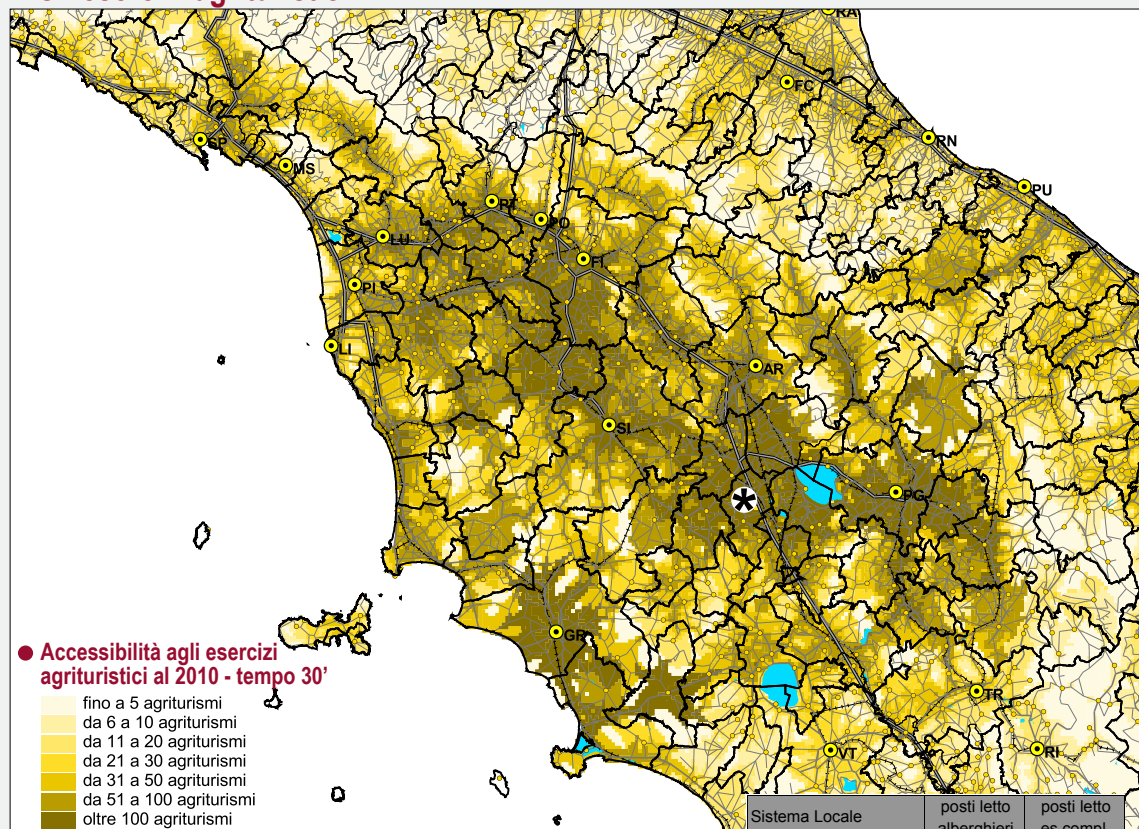 RA
FC
RN
PU
SP
MS
PT
PO
LU
FI
PI
LI
AR
SI
PG
GR
TR
VT
RI
*
Accessibilità agli esercizi
agrituristici al 2010 - tempo 30’
fino a 5 agriturismi
da 6 a 10 agriturismi
da 11 a 20 agriturismi
da 21 a 30 agriturismi
da 31 a 50 agriturismi
da 51 a 100 agriturismi
oltre 100 agriturismi
Sistema Locale
posti letto
alberghieri
posti letto
es.compl.